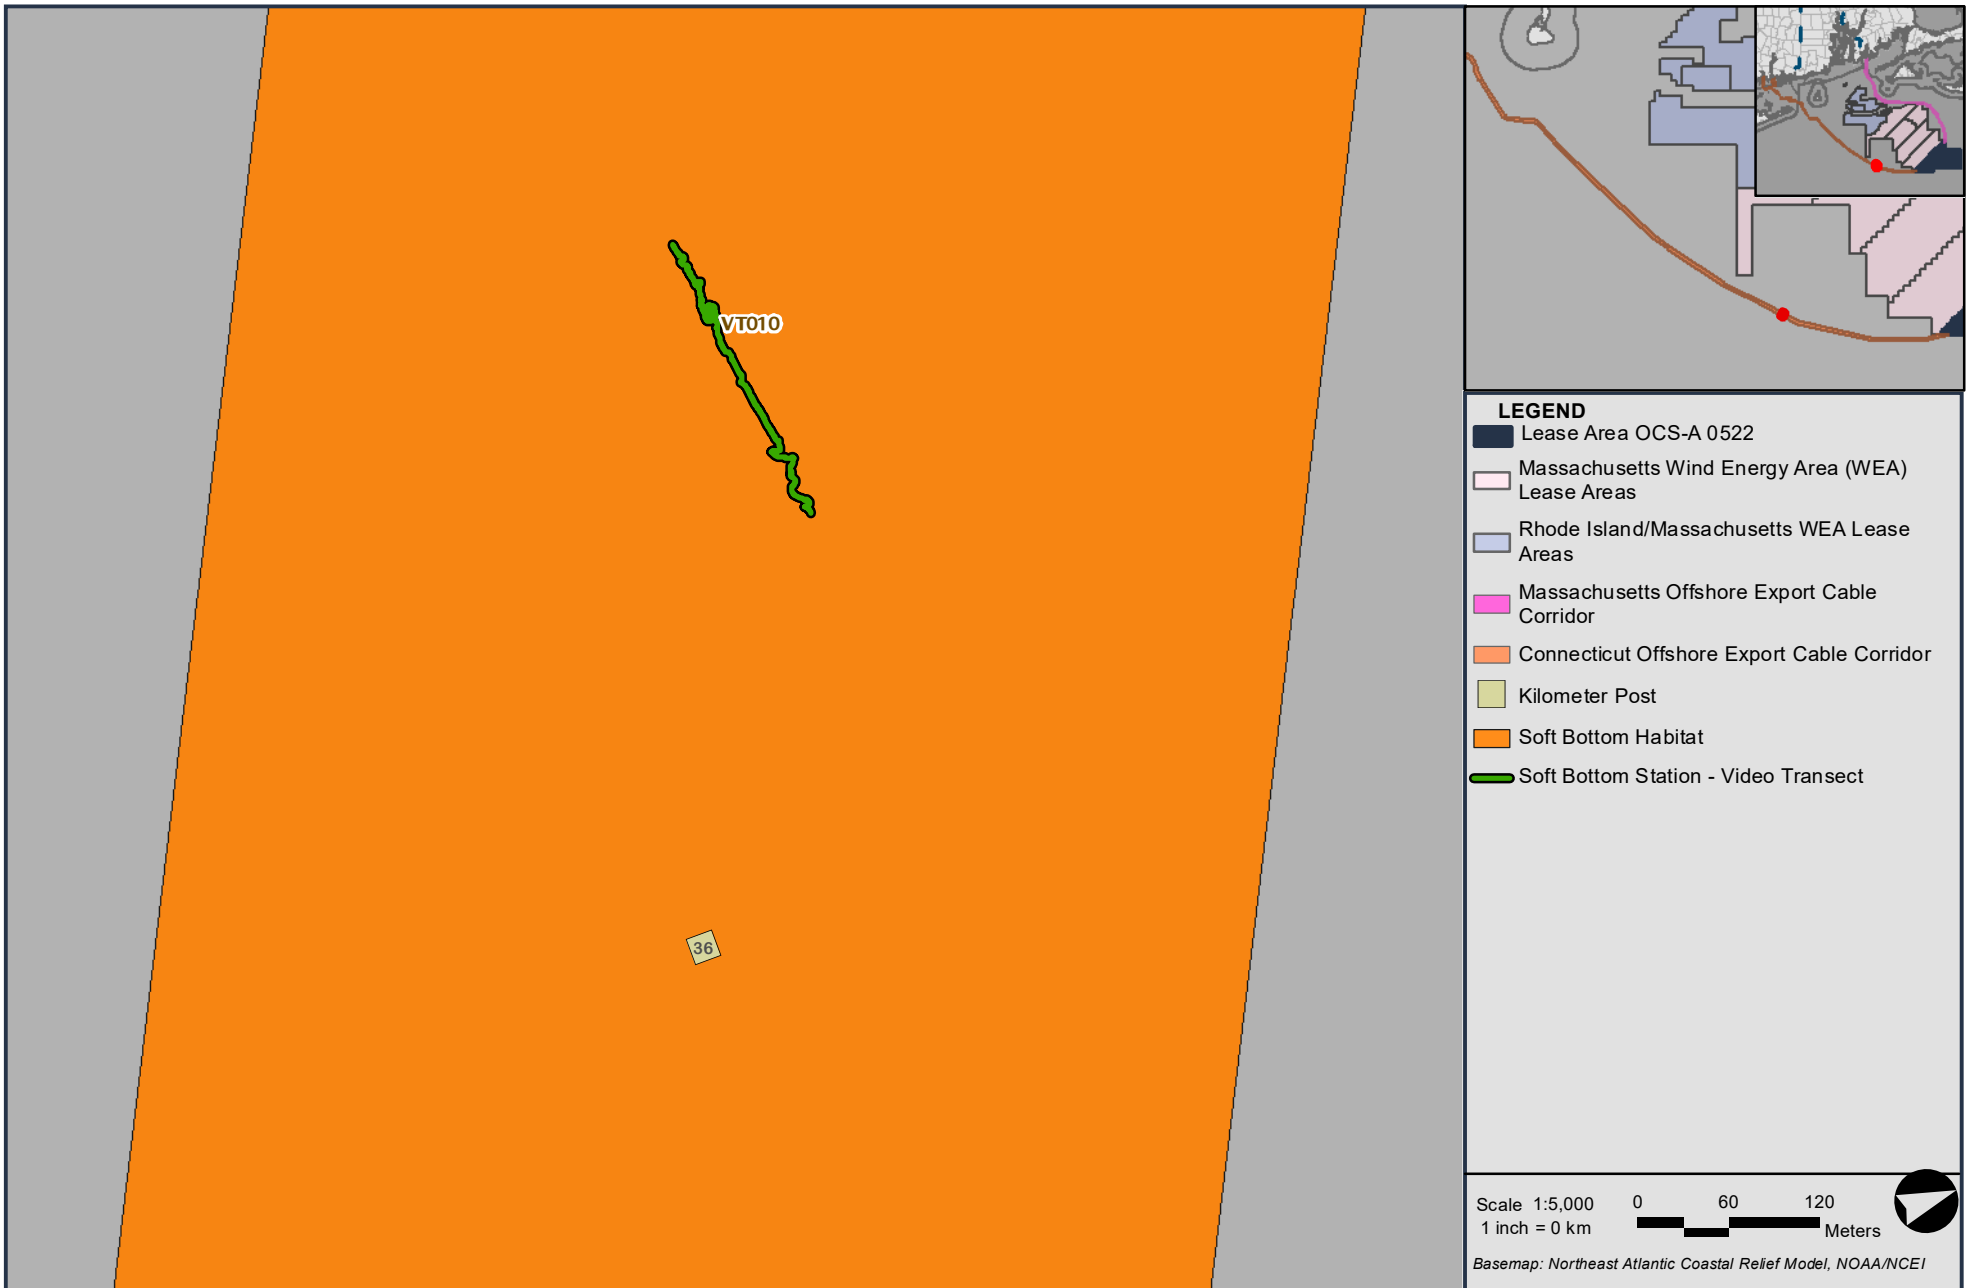 VT010
36
LEGEND
Lease Area OCS-A 0522
Massachusetts Wind Energy Area (WEA)
Lease Areas
Rhode Island/Massachusetts WEA Lease
Areas
Massachusetts Offshore Export Cable
Corridor
Connecticut Offshore Export Cable Corridor
Kilometer Post
Soft Bottom Habitat
Soft Bottom Station - Video Transect
Scale 1:5,000
1 inch = 0 km
0 60 120
Meters
Basemap: Northeast Atlantic Coastal Relief Model, NOAA/NCEI